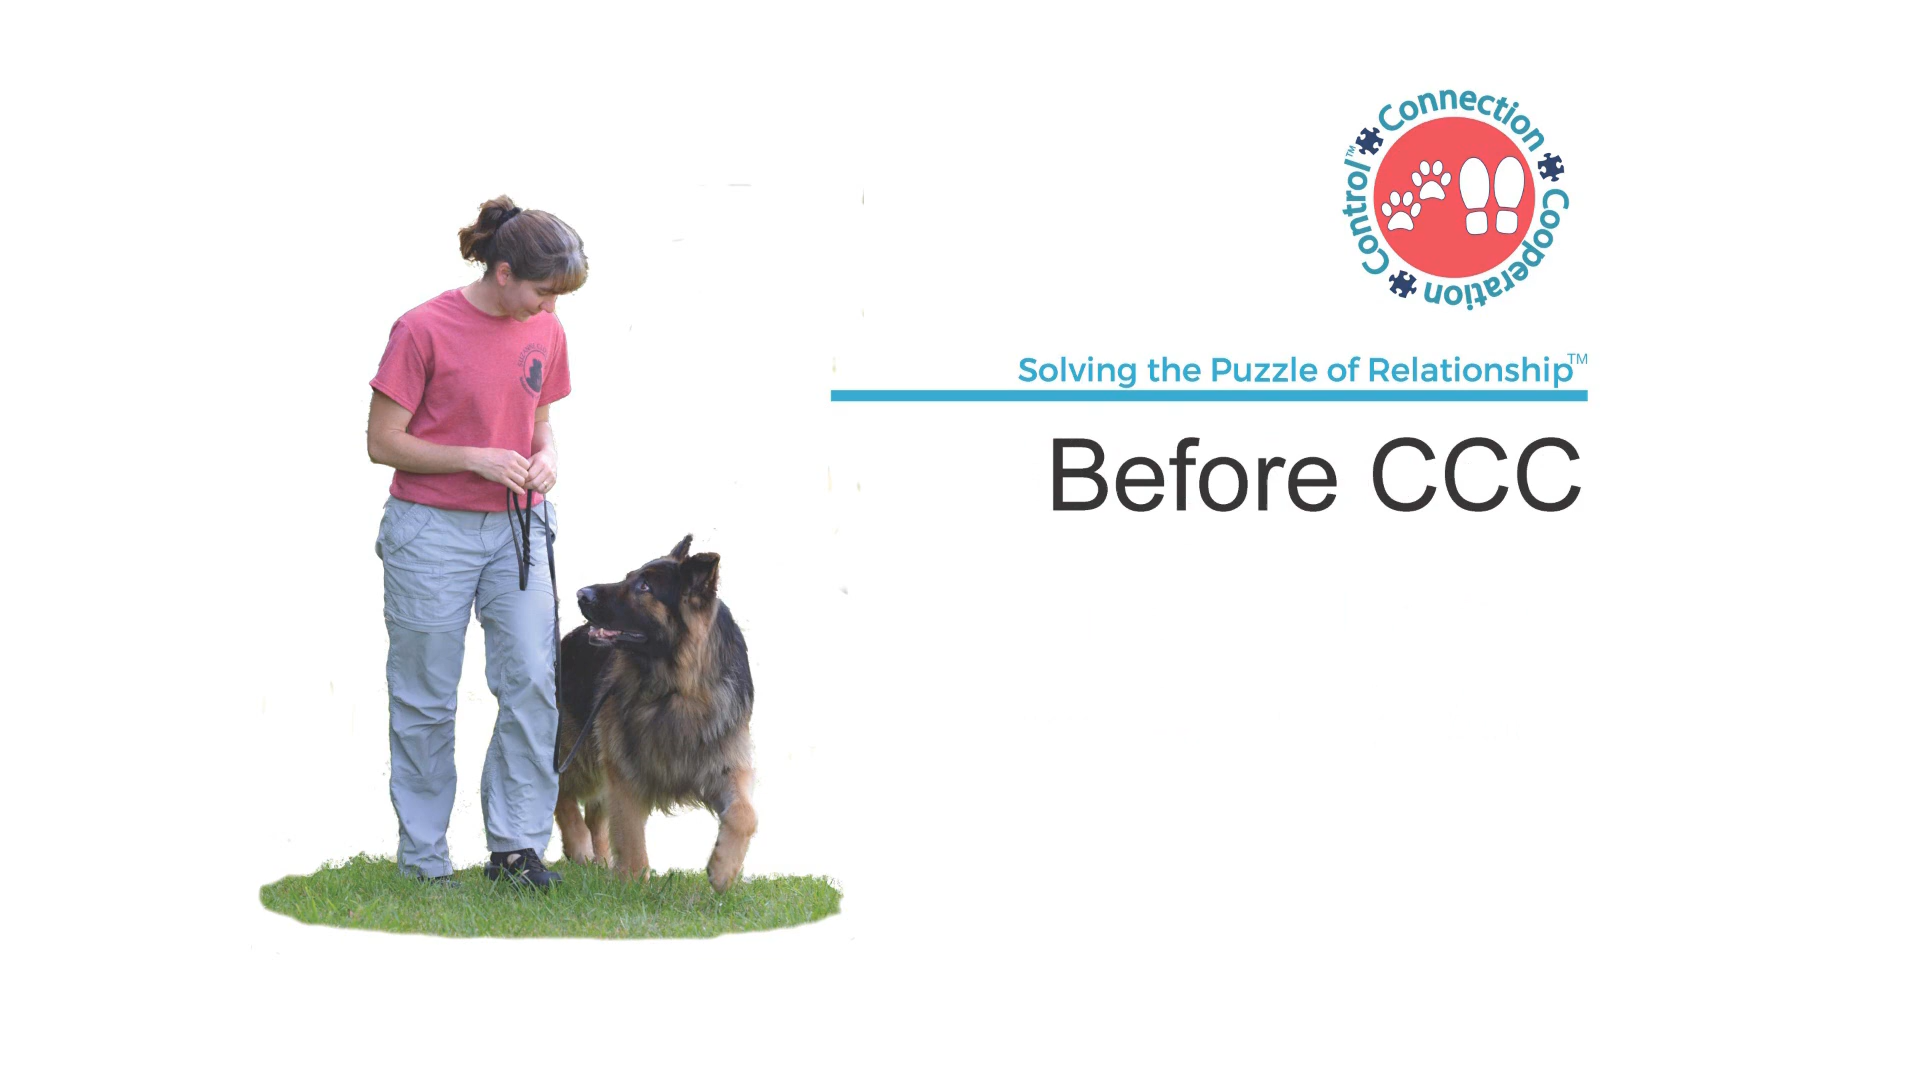 Connection
Cooperation
Control™
Solving the Puzzle of Relationship™
Before CCC